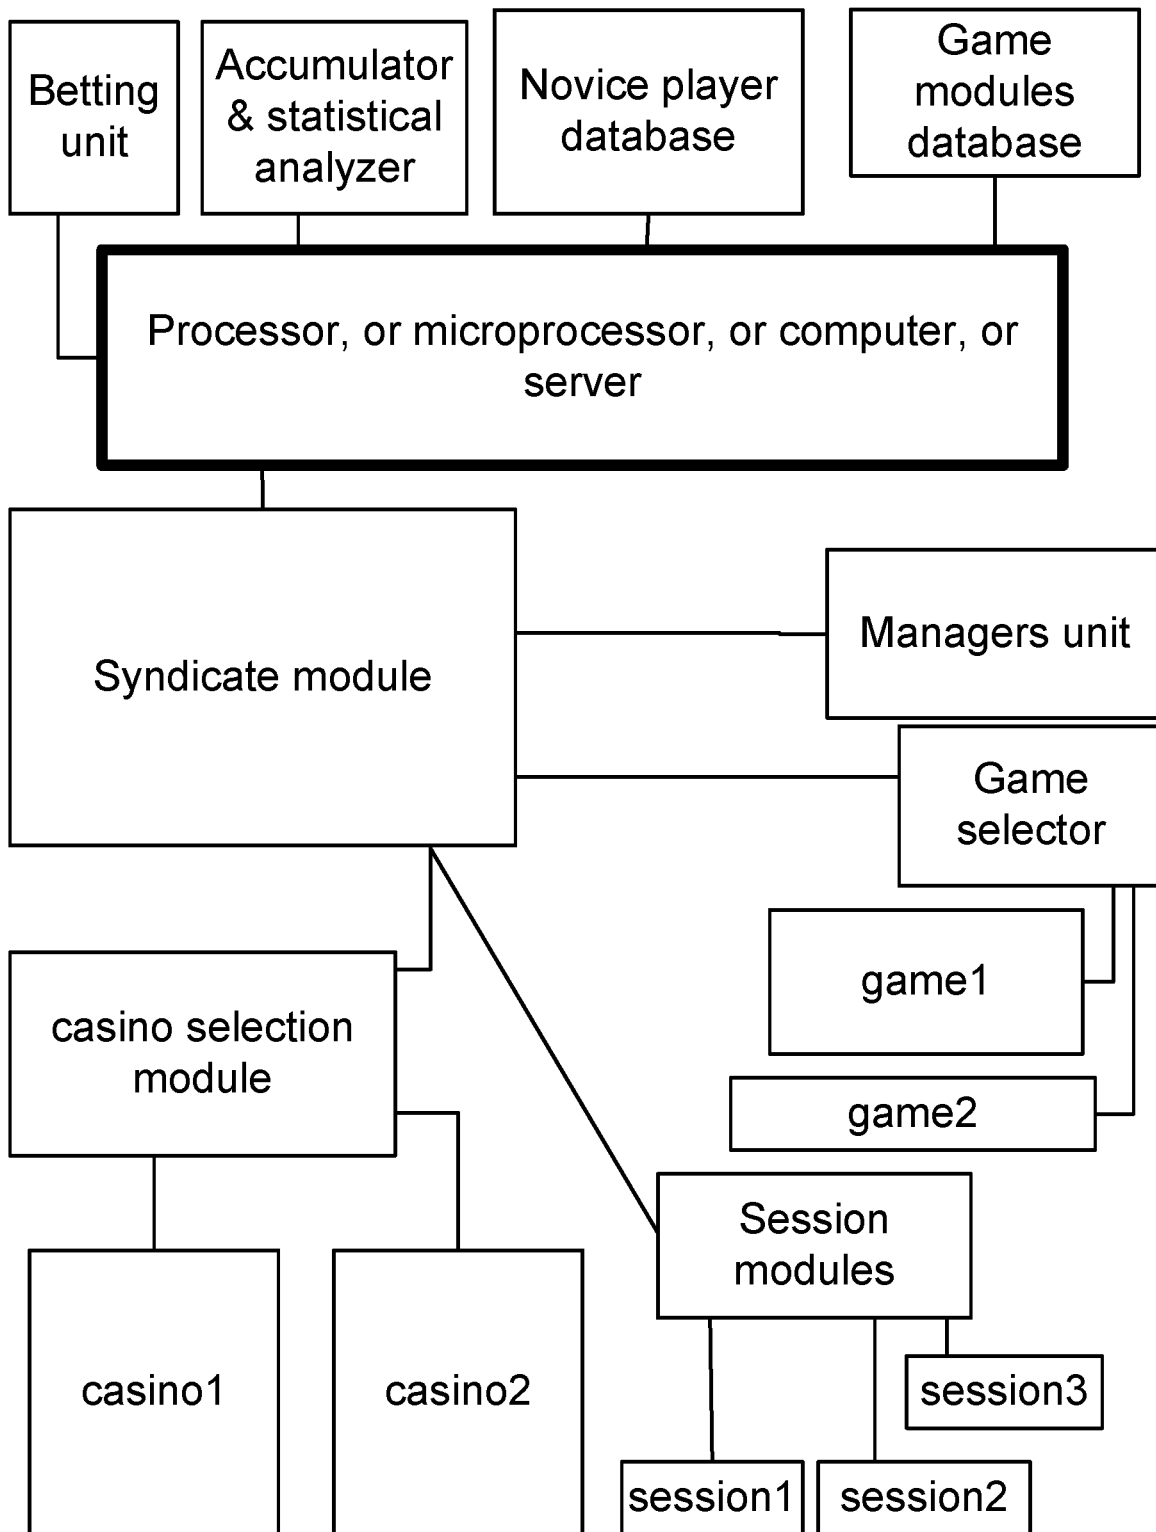 Betting
unit
Accumulator
& statistical
analyzer
Novice player
database
Game
modules
database
Processor, or microprocessor, or computer, or
server
Syndicate module
Managers unit
Game
selector
game1
game2
casino selection
module
Session
modules
casino1
casino2
session3
session1
session2